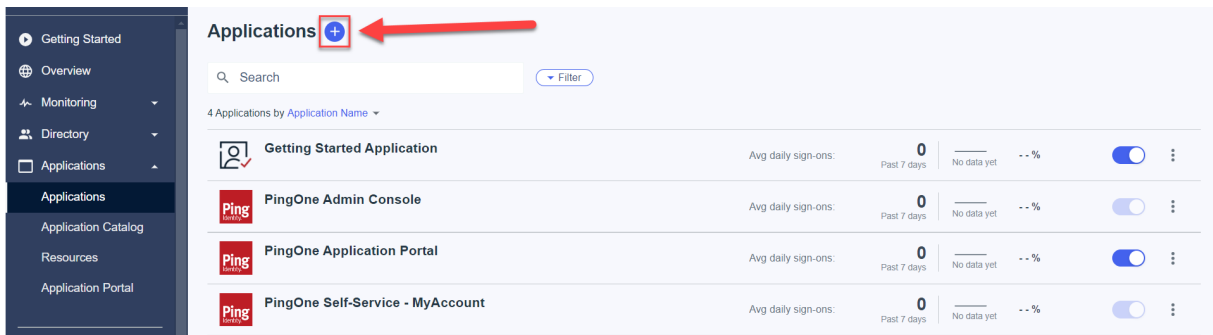 Getting Started
Overview
Monitoring
Directory
Applications
Applications
Application Catalog
Resources
Application Portal
Applications
Search
Filter
4 Applications by Application Name
Getting Started Application
Avg daily sign-ons:
0
Past 7 days
No data yet
- - %
Ping
Identity
PingOne Admin Console
Avg daily sign-ons:
0
Past 7 days
No data yet
- - %
Ping
Identity
PingOne Application Portal
Avg daily sign-ons:
0
Past 7 days
No data yet
- - %
Ping
Identity
PingOne Self-Service - MyAccount
Avg daily sign-ons:
0
Past 7 days
No data yet
- - %